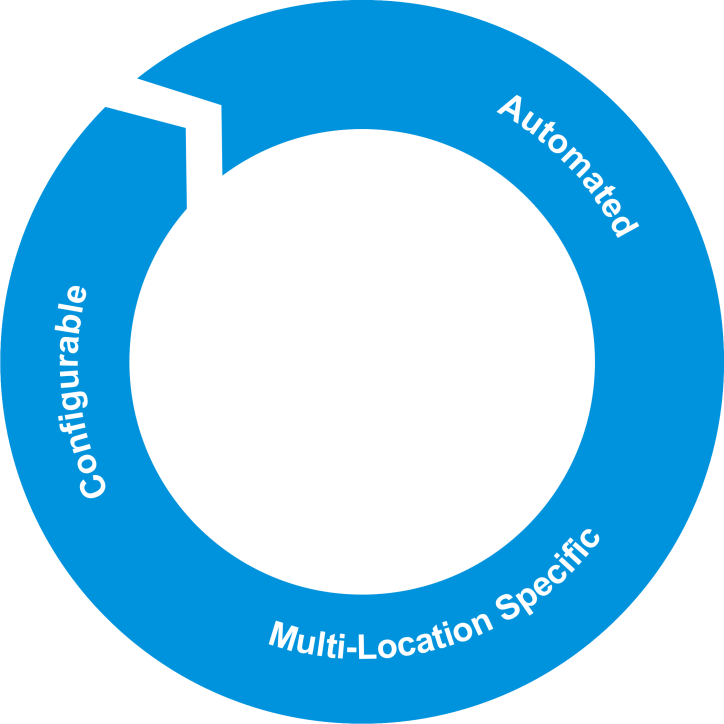 Automated
Multi-Location Specific
Configurable